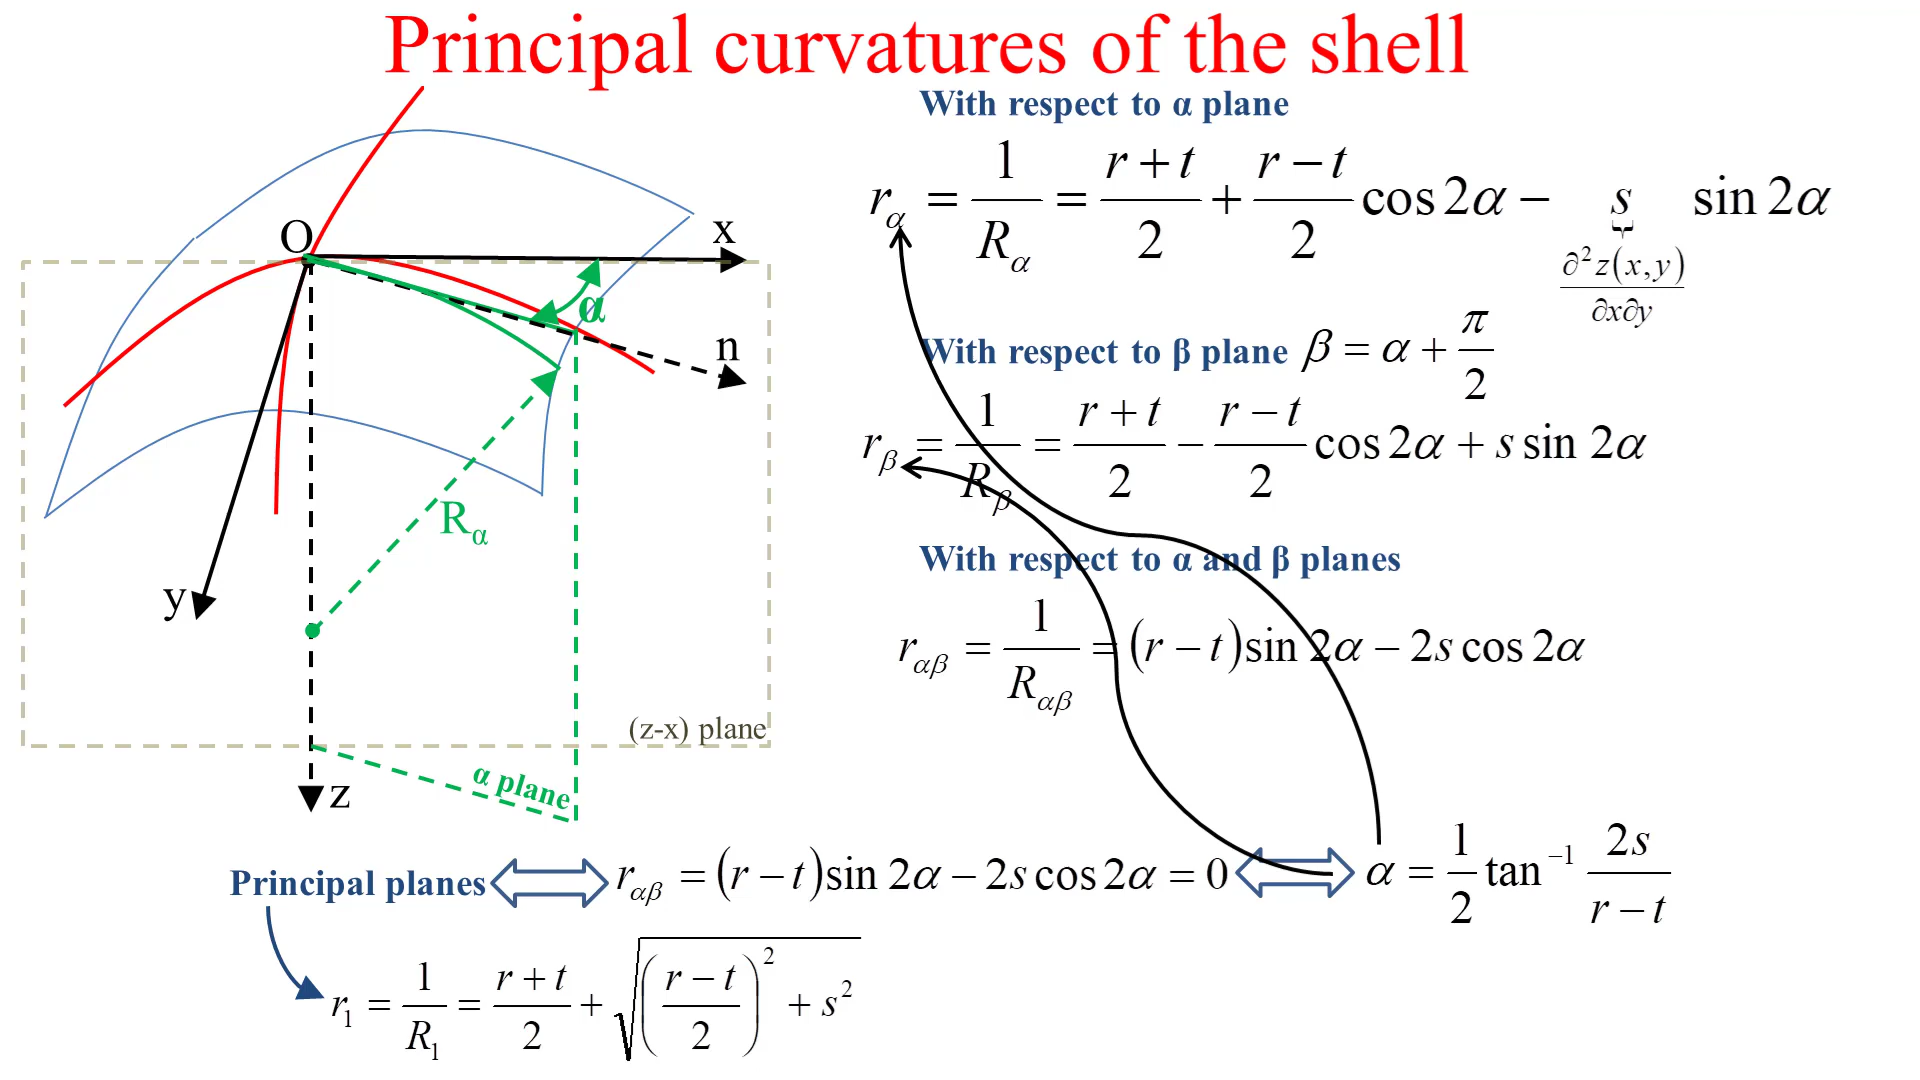 Principal curvatures of the shell
With respect to α plane
r_α = 1/R_α = (r + t)/2 + (r − t)/2 cos 2α − s sin 2α
∂²z(x, y)/∂x∂y
With respect to β plane β = α + π/2
r_β = 1/R_β = (r + t)/2 − (r − t)/2 cos 2α + s sin 2α
With respect to α and β planes
r_αβ = 1/R_αβ = (r − t) sin 2α − 2s cos 2α
O
x
α
n
R_α
y
(z-x) plane
α plane
z
Principal planes r_αβ = (r − t) sin 2α − 2s cos 2α = 0 α = 1/2 tan⁻¹ 2s/(r − t)
r₁ = 1/R₁ = (r + t)/2 + √(((r − t)/2)² + s²)